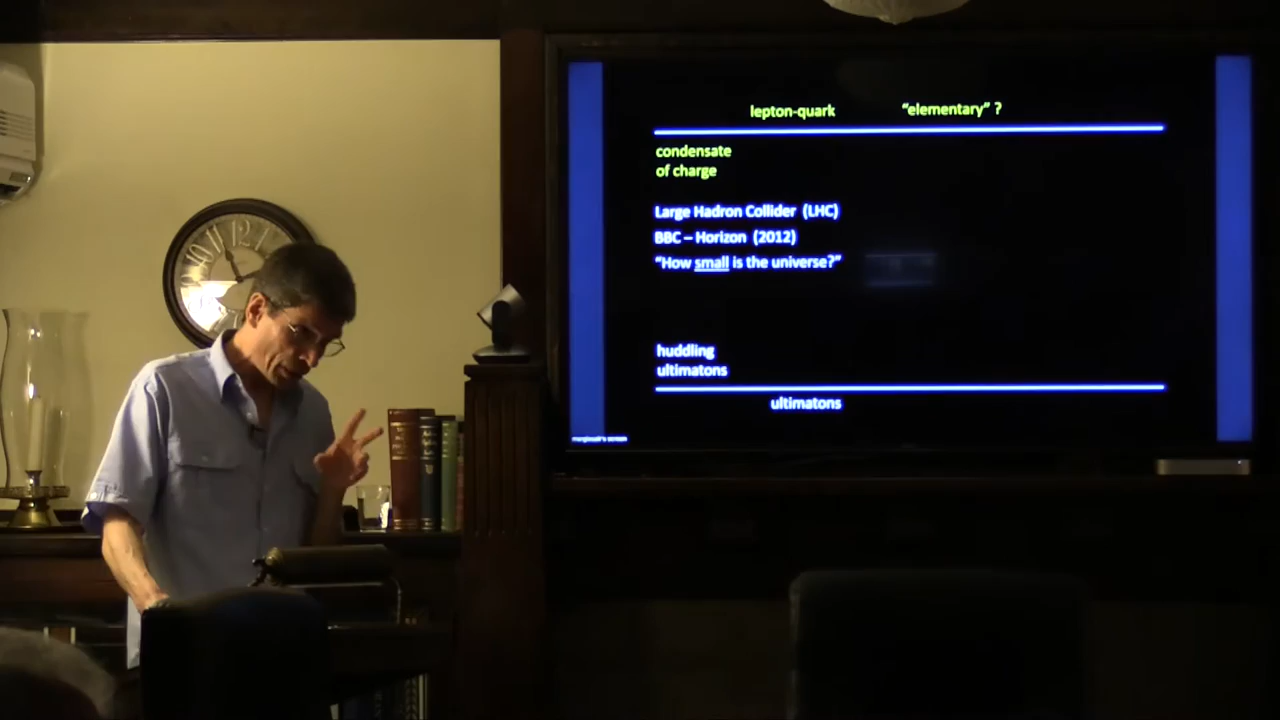 lepton-quark “elementary” ?
condensate
of charge
Large Hadron Collider (LHC)
BBC – Horizon (2012)
“How small is the universe?”
huddling
ultimatons
ultimatons